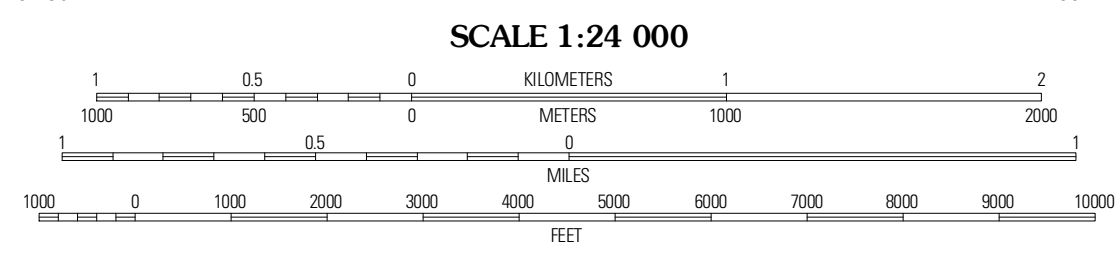 SCALE 1:24 000
1 0.5 0 KILOMETERS 1 2
1000 500 0 METERS 1000 2000
1 0.5 0 1
MILES
1000 0 1000 2000 3000 4000 5000 6000 7000 8000 9000 10000
FEET